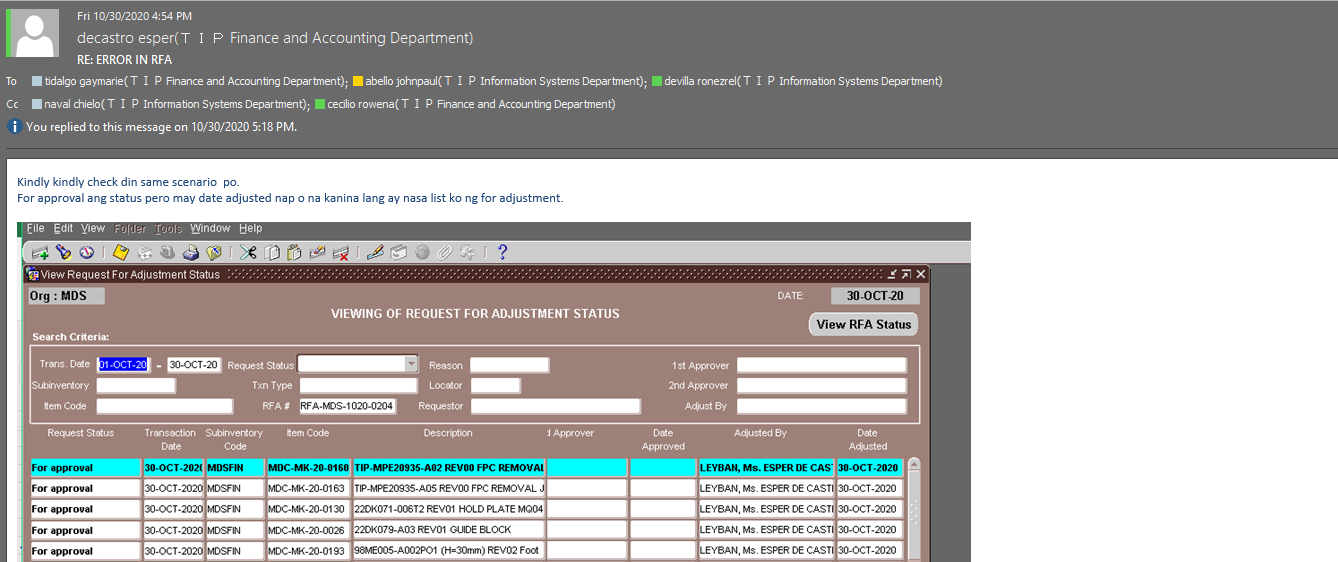 Fri 10/30/2020 4:54 PM
decastro esper(T I P Finance and Accounting Department)
RE: ERROR IN RFA
To tidalgo gaymarie(T I P Finance and Accounting Department); abello johnpaul(T I P Information Systems Department); devilla ronezrel(T I P Information Systems Department)
Cc naval chielo(T I P Information Systems Department); cecilio rowena(T I P Finance and Accounting Department)
You replied to this message on 10/30/2020 5:18 PM.
Kindly kindly check din same scenario po.
For approval ang status pero may date adjusted nap o na kanina lang ay nasa list ko ng for adjustment.
File Edit View Folder Tools Window Help
View Request For Adjustment Status
Org : MDS DATE: 30-OCT-20
VIEWING OF REQUEST FOR ADJUSTMENT STATUS
View RFA Status
Search Criteria:
Trans. Date 01-OCT-20 - 30-OCT-20 Request Status Reason 1st Approver
Subinventory Txn Type Locator 2nd Approver
Item Code RFA # RFA-MDS-1020-0204 Requestor Adjust By
Request Status Transaction Date Subinventory Code Item Code Description d Approver Date Approved Adjusted By Date Adjusted
For approval 30-OCT-2020 MDSFIN MDC-MK-20-0160 TIP-MPE20935-A02 REV00 FPC REMOVAL LEYBAN, Ms. ESPER DE CAS 30-OCT-2020
For approval 30-OCT-2020 MDSFIN MDC-MK-20-0163 TIP-MPE20935-A05 REV00 FPC REMOVAL J LEYBAN, Ms. ESPER DE CASTI 30-OCT-2020
For approval 30-OCT-2020 MDSFIN MDC-MK-20-0130 22DK071-006T2 REV01 HOLD PLATE MQ04 LEYBAN, Ms. ESPER DE CASTI 30-OCT-2020
For approval 30-OCT-2020 MDSFIN MDC-MK-20-0026 22DK079-A03 REV01 GUIDE BLOCK LEYBAN, Ms. ESPER DE CASTI 30-OCT-2020
For approval 30-OCT-2020 MDSFIN MDC-MK-20-0193 98ME005-A002PO1 (H=30mm) REV02 Foot LEYBAN, Ms. ESPER DE CASTI 30-OCT-2020